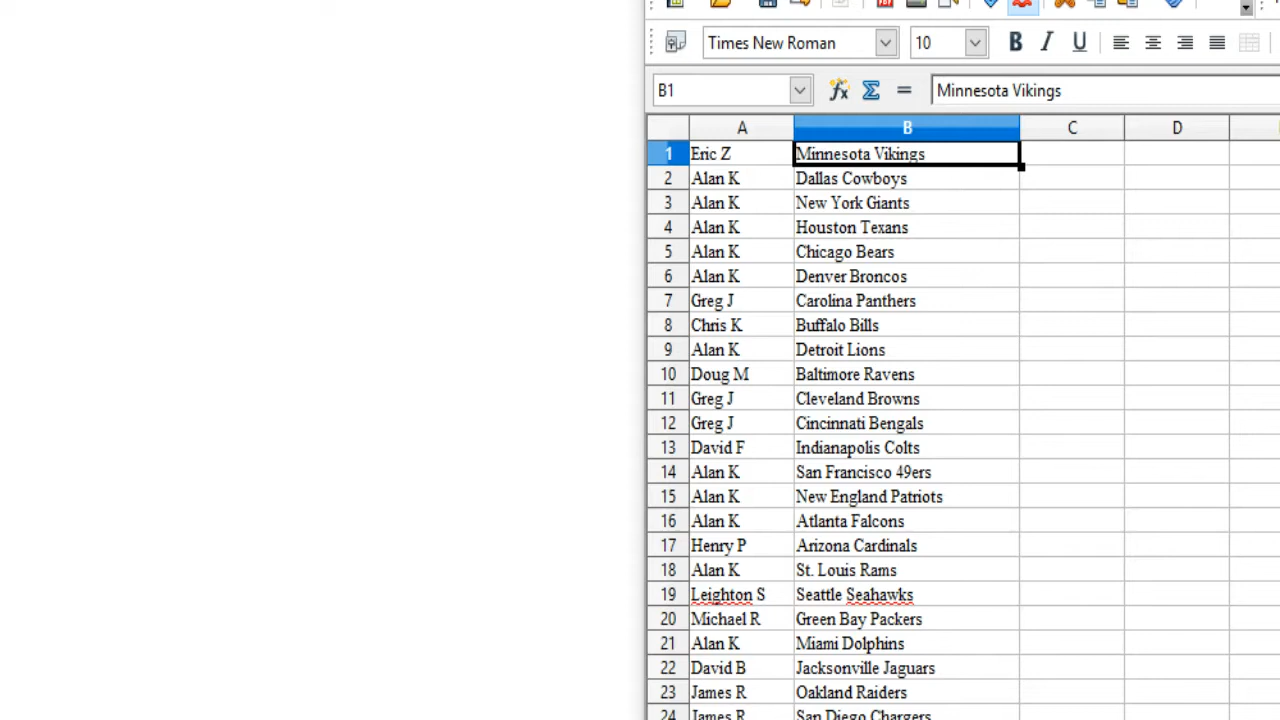 Times New Roman 10 B I U
B1 Minnesota Vikings
A B C D
1 Eric Z Minnesota Vikings
2 Alan K Dallas Cowboys
3 Alan K New York Giants
4 Alan K Houston Texans
5 Alan K Chicago Bears
6 Alan K Denver Broncos
7 Greg J Carolina Panthers
8 Chris K Buffalo Bills
9 Alan K Detroit Lions
10 Doug M Baltimore Ravens
11 Greg J Cleveland Browns
12 Greg J Cincinnati Bengals
13 David F Indianapolis Colts
14 Alan K San Francisco 49ers
15 Alan K New England Patriots
16 Alan K Atlanta Falcons
17 Henry P Arizona Cardinals
18 Alan K St. Louis Rams
19 Leighton S Seattle Seahawks
20 Michael R Green Bay Packers
21 Alan K Miami Dolphins
22 David B Jacksonville Jaguars
23 James R Oakland Raiders
24 James R San Diego Chargers